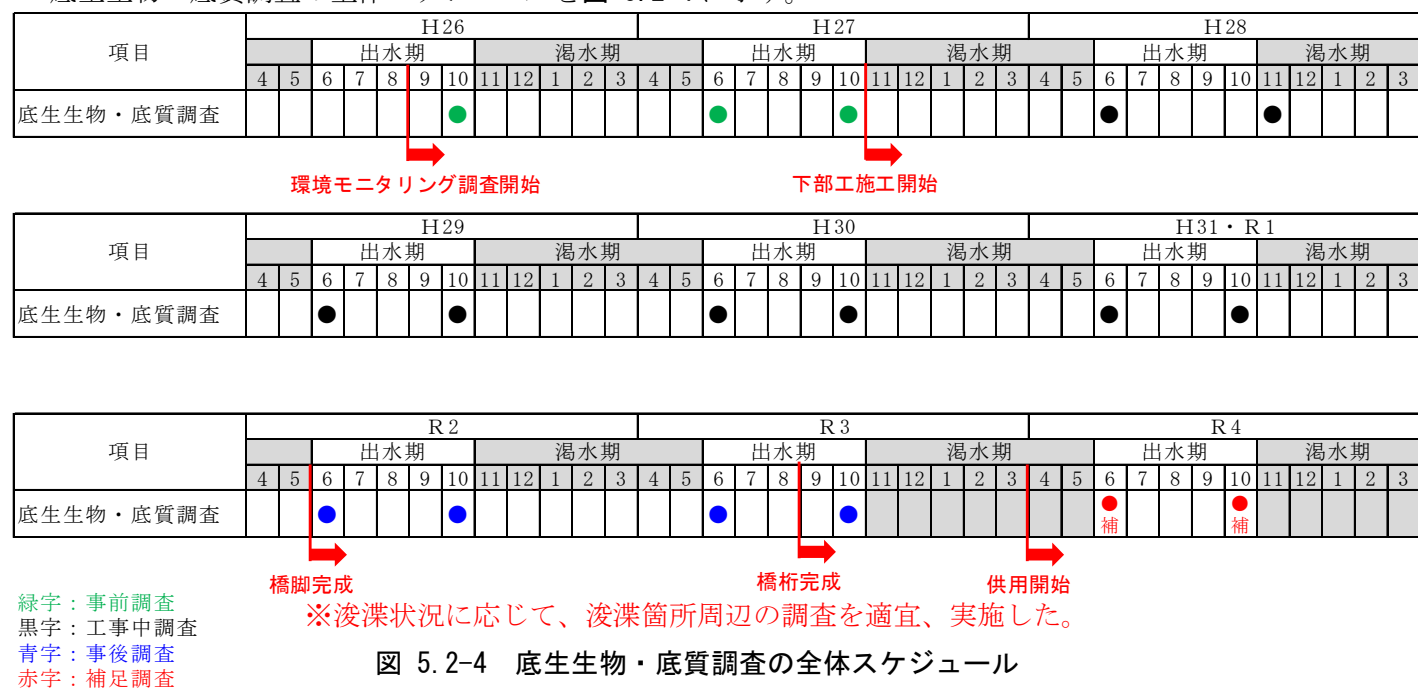 H26 H27 H28
項目 出水期 渇水期 出水期 渇水期 出水期 渇水期
4 5 6 7 8 9 10 11 12 1 2 3 4 5 6 7 8 9 10 11 12 1 2 3 4 5 6 7 8 9 10 11 12 1 2 3
底生生物・底質調査 ● ● ● ● ●
環境モニタリング調査開始 下部工施工開始
H29 H30 H31・R1
項目 出水期 渇水期 出水期 渇水期 出水期 渇水期
4 5 6 7 8 9 10 11 12 1 2 3 4 5 6 7 8 9 10 11 12 1 2 3 4 5 6 7 8 9 10 11 12 1 2 3
底生生物・底質調査 ● ● ● ● ● ●
R2 R3 R4
項目 出水期 渇水期 出水期 渇水期 出水期 渇水期
4 5 6 7 8 9 10 11 12 1 2 3 4 5 6 7 8 9 10 11 12 1 2 3 4 5 6 7 8 9 10 11 12 1 2 3
底生生物・底質調査 ● ● ● ● ● ●
補 補
橋脚完成 橋桁完成 供用開始
緑字：事前調査
※浚渫状況に応じて、浚渫箇所周辺の調査を適宜、実施した。
黒字：工事中調査
青字：事後調査
図 5.2-4 底生生物・底質調査の全体スケジュール
赤字：補足調査